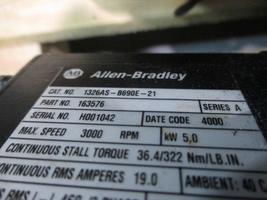 AB Allen-Bradley
CAT. NO. 1326AS-B690E-21
PART NO. 163576 SERIES A
SERIAL NO. H001042 DATE CODE 4000
MAX. SPEED 3000 RPM kW 5.0
CONTINUOUS STALL TORQUE 36.4/322 Nm/LB.IN.
CONTINUOUS RMS AMPERES 19.0 AMBIENT: 40 C